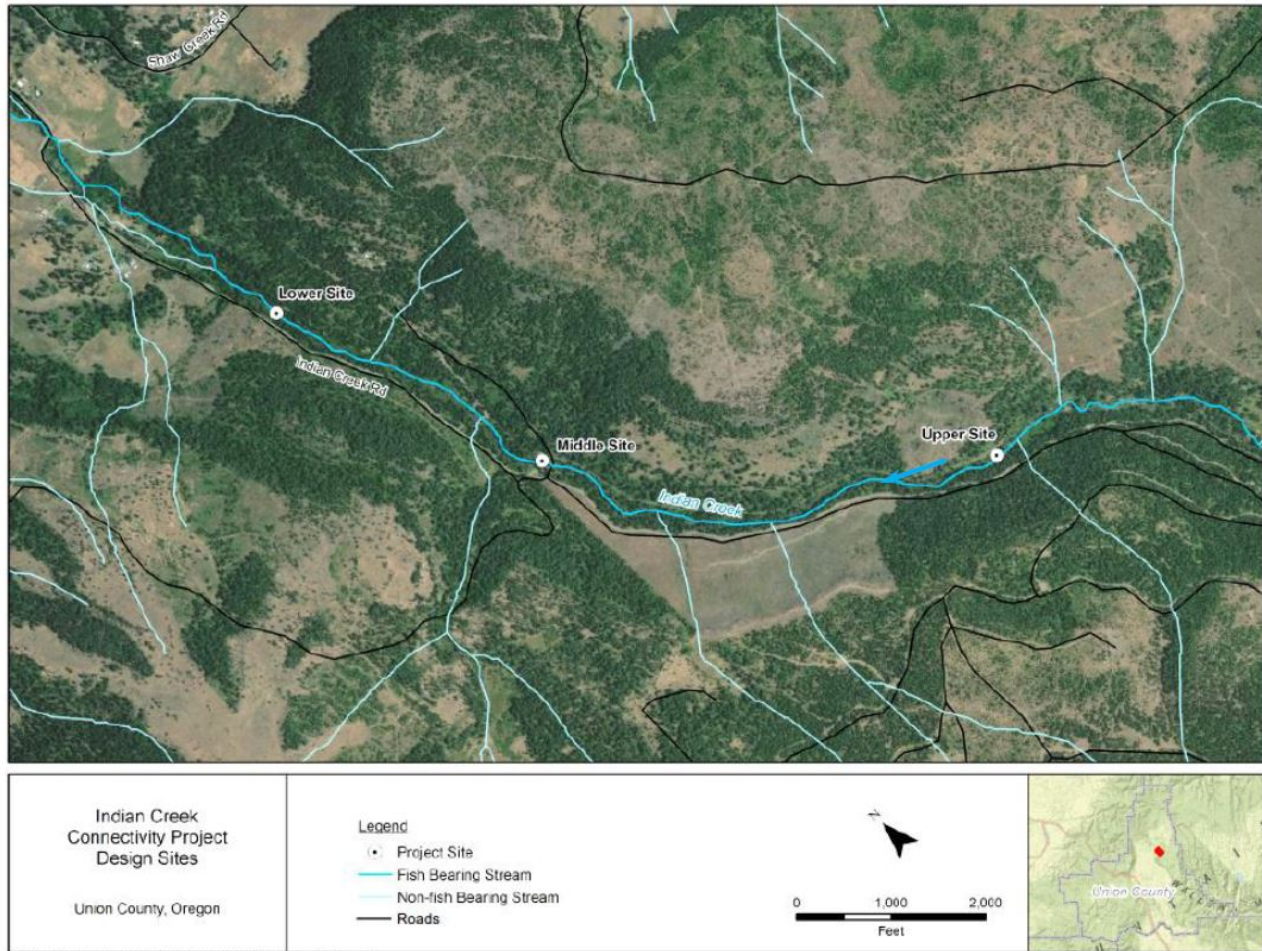 Shaw Creek Rd
Lower Site
Indian Creek Rd
Middle Site
Upper Site
Indian Creek
Indian Creek
Connectivity Project
Design Sites
Union County, Oregon
Legend
Project Site
Fish Bearing Stream
Non-fish Bearing Stream
Roads
N
0 1,000 2,000
Feet
Union County